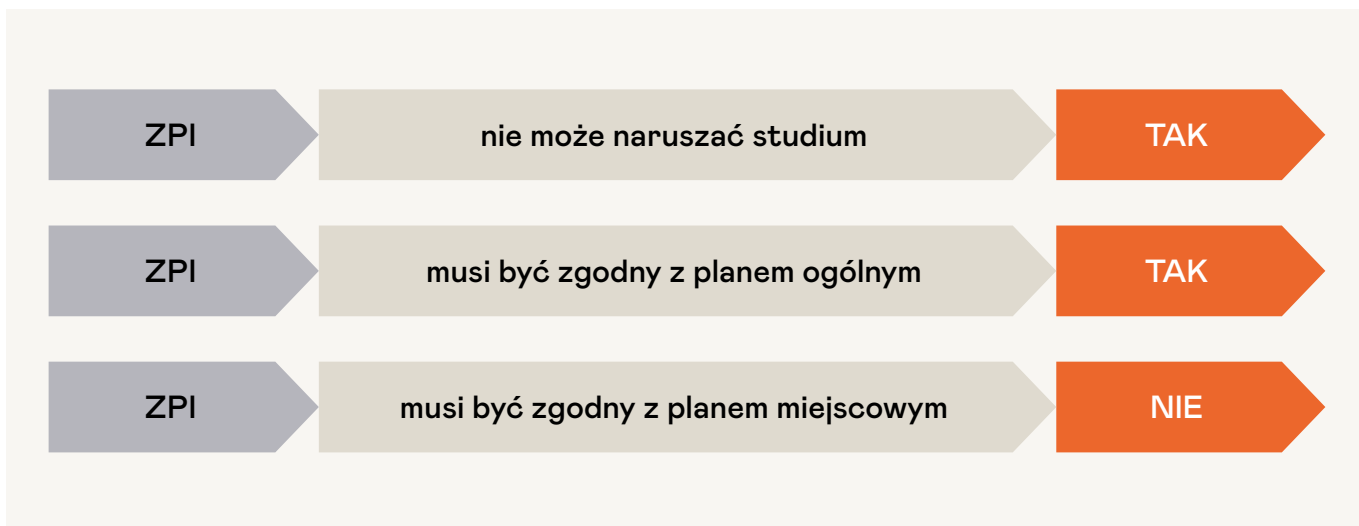 ZPI nie może naruszać studium TAK
ZPI musi być zgodny z planem ogólnym TAK
ZPI musi być zgodny z planem miejscowym NIE